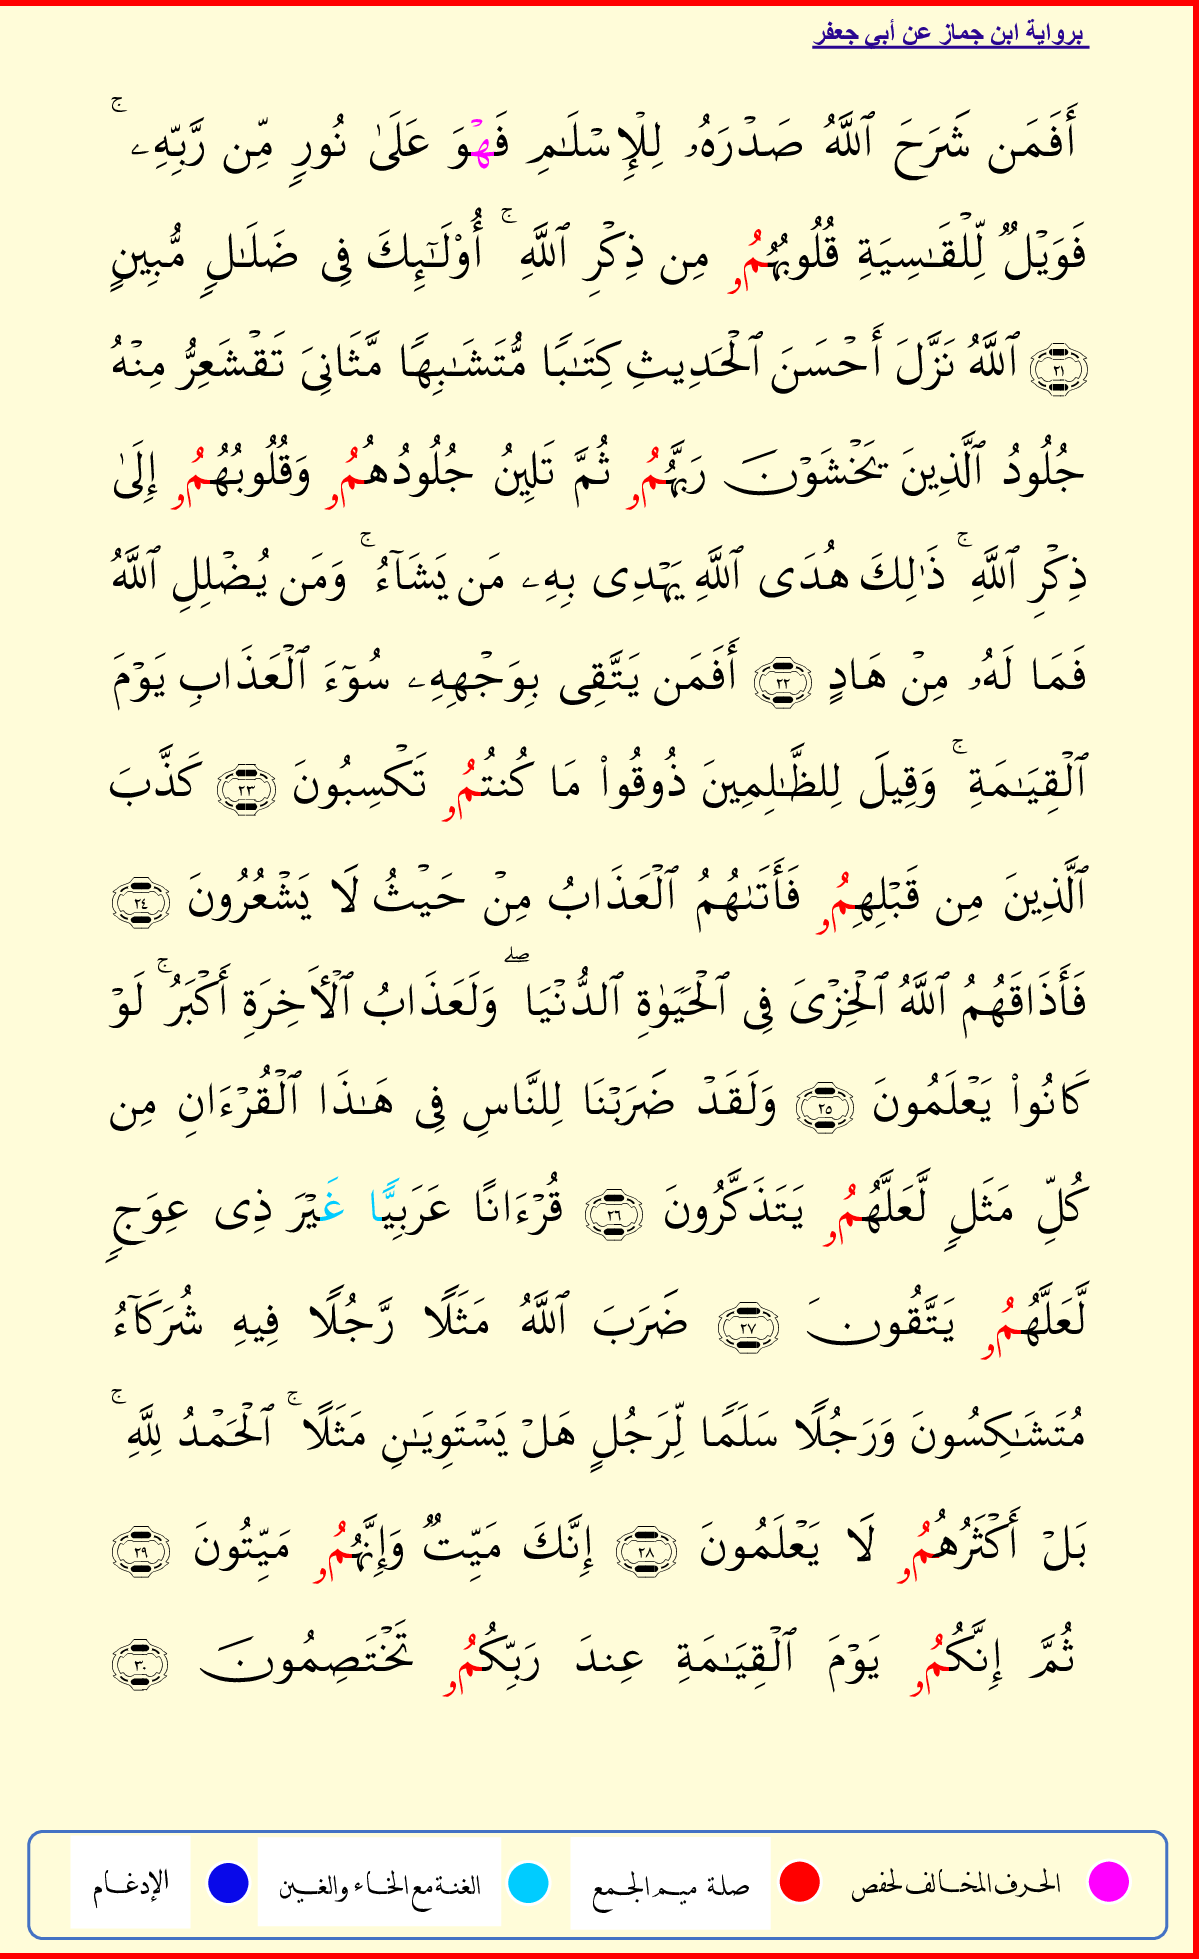 برواية ابن جماز عن أبي جعفر
أَفَمَن شَرَحَ ٱللَّهُ صَدْرَهُۥ لِلْإِسْلَـٰمِ فَهْوَ عَلَىٰ نُورٍ مِّن رَّبِّهِۦ ۚ
فَوَيْلٌ لِّلْقَـٰسِيَةِ قُلُوبُهُمُۥ مِن ذِكْرِ ٱللَّهِ ۚ أُوْلَـٰٓئِكَ فِى ضَلَـٰلٍ مُّبِينٍ
٢١ ٱللَّهُ نَزَّلَ أَحْسَنَ ٱلْحَدِيثِ كِتَـٰبًا مُّتَشَـٰبِهًا مَّثَانِىَ تَقْشَعِرُّ مِنْهُ
جُلُودُ ٱلَّذِينَ يَخْشَوْنَ رَبَّهُمُۥ ثُمَّ تَلِينُ جُلُودُهُمُۥ وَقُلُوبُهُمُۥ إِلَىٰ
ذِكْرِ ٱللَّهِ ۚ ذَٰلِكَ هُدَى ٱللَّهِ يَهْدِى بِهِۦ مَن يَشَآءُ ۚ وَمَن يُضْلِلِ ٱللَّهُ
فَمَا لَهُۥ مِنْ هَادٍ ٢٢ أَفَمَن يَتَّقِى بِوَجْهِهِۦ سُوٓءَ ٱلْعَذَابِ يَوْمَ
ٱلْقِيَـٰمَةِ ۚ وَقِيلَ لِلظَّـٰلِمِينَ ذُوقُواْ مَا كُنتُمُۥ تَكْسِبُونَ ٢٣ كَذَّبَ
ٱلَّذِينَ مِن قَبْلِهِمُۥ فَأَتَىٰهُمُ ٱلْعَذَابُ مِنْ حَيْثُ لَا يَشْعُرُونَ ٢٤
فَأَذَاقَهُمُ ٱللَّهُ ٱلْخِزْىَ فِى ٱلْحَيَوٰةِ ٱلدُّنْيَا ۖ وَلَعَذَابُ ٱلْأَخِرَةِ أَكْبَرُ ۚ لَوْ
كَانُواْ يَعْلَمُونَ ٢٥ وَلَقَدْ ضَرَبْنَا لِلنَّاسِ فِى هَـٰذَا ٱلْقُرْءَانِ مِن
كُلِّ مَثَلٍ لَّعَلَّهُمُۥ يَتَذَكَّرُونَ ٢٦ قُرْءَانًا عَرَبِيًّا غَيْرَ ذِى عِوَجٍ
لَّعَلَّهُمُۥ يَتَّقُونَ ٢٧ ضَرَبَ ٱللَّهُ مَثَلًا رَّجُلًا فِيهِ شُرَكَآءُ
مُتَشَـٰكِسُونَ وَرَجُلًا سَلَمًا لِّرَجُلٍ هَلْ يَسْتَوِيَـٰنِ مَثَلًا ۚ ٱلْحَمْدُ لِلَّهِ ۚ
بَلْ أَكْثَرُهُمُۥ لَا يَعْلَمُونَ ٢٨ إِنَّكَ مَيِّتٌ وَإِنَّهُمُۥ مَيِّتُونَ ٢٩
ثُمَّ إِنَّكُمُۥ يَوْمَ ٱلْقِيَـٰمَةِ عِندَ رَبِّكُمُۥ تَخْتَصِمُونَ ٣٠
الحرف المخالف لحفص صلة ميم الجمع الغنة مع الخاء والغين الإدغام